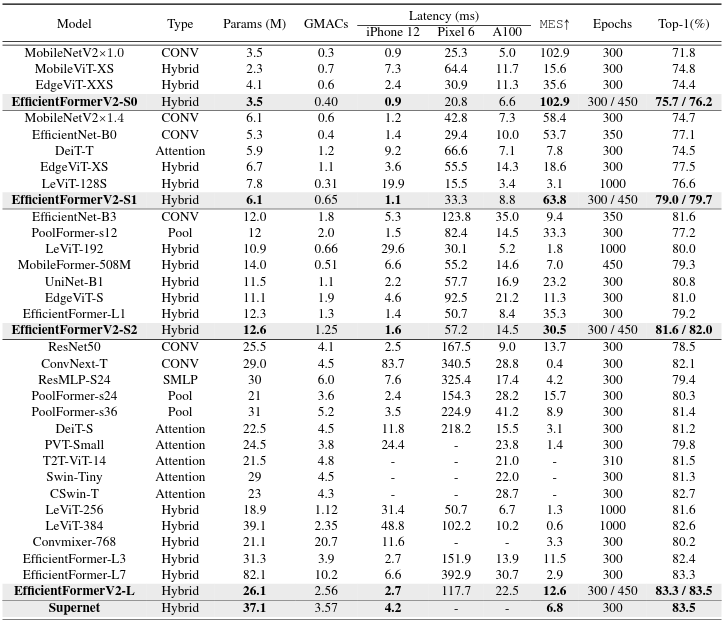 Model Type Params (M) GMACs Latency (ms) MES↑ Epochs Top-1(%)
iPhone 12 Pixel 6 A100
MobileNetV2×1.0 CONV 3.5 0.3 0.9 25.3 5.0 102.9 300 71.8
MobileViT-XS Hybrid 2.3 0.7 7.3 64.4 11.7 15.6 300 74.8
EdgeViT-XXS Hybrid 4.1 0.6 2.4 30.9 11.3 35.6 300 74.4
EfficientFormerV2-S0 Hybrid 3.5 0.40 0.9 20.8 6.6 102.9 300 / 450 75.7 / 76.2
MobileNetV2×1.4 CONV 6.1 0.6 1.2 42.8 7.3 58.4 300 74.7
EfficientNet-B0 CONV 5.3 0.4 1.4 29.4 10.0 53.7 350 77.1
DeiT-T Attention 5.9 1.2 9.2 66.6 7.1 7.8 300 74.5
EdgeViT-XS Hybrid 6.7 1.1 3.6 55.5 14.3 18.6 300 77.5
LeViT-128S Hybrid 7.8 0.31 19.9 15.5 3.4 3.1 1000 76.6
EfficientFormerV2-S1 Hybrid 6.1 0.65 1.1 33.3 8.8 63.8 300 / 450 79.0 / 79.7
EfficientNet-B3 CONV 12.0 1.8 5.3 123.8 35.0 9.4 350 81.6
PoolFormer-s12 Pool 12 2.0 1.5 82.4 14.5 33.3 300 77.2
LeViT-192 Hybrid 10.9 0.66 29.6 30.1 5.2 1.8 1000 80.0
MobileFormer-508M Hybrid 14.0 0.51 6.6 55.2 14.6 7.0 450 79.3
UniNet-B1 Hybrid 11.5 1.1 2.2 57.7 16.9 23.2 300 80.8
EdgeViT-S Hybrid 11.1 1.9 4.6 92.5 21.2 11.3 300 81.0
EfficientFormer-L1 Hybrid 12.3 1.3 1.4 50.7 8.4 35.3 300 79.2
EfficientFormerV2-S2 Hybrid 12.6 1.25 1.6 57.2 14.5 30.5 300 / 450 81.6 / 82.0
ResNet50 CONV 25.5 4.1 2.5 167.5 9.0 13.7 300 78.5
ConvNext-T CONV 29.0 4.5 83.7 340.5 28.8 0.4 300 82.1
ResMLP-S24 SMLP 30 6.0 7.6 325.4 17.4 4.2 300 79.4
PoolFormer-s24 Pool 21 3.6 2.4 154.3 28.2 15.7 300 80.3
PoolFormer-s36 Pool 31 5.2 3.5 224.9 41.2 8.9 300 81.4
DeiT-S Attention 22.5 4.5 11.8 218.2 15.5 3.1 300 81.2
PVT-Small Attention 24.5 3.8 24.4 - 23.8 1.4 300 79.8
T2T-ViT-14 Attention 21.5 4.8 - - 21.0 - 310 81.5
Swin-Tiny Attention 29 4.5 - - 22.0 - 300 81.3
CSwin-T Attention 23 4.3 - - 28.7 - 300 82.7
LeViT-256 Hybrid 18.9 1.12 31.4 50.7 6.7 1.3 1000 81.6
LeViT-384 Hybrid 39.1 2.35 48.8 102.2 10.2 0.6 1000 82.6
Convmixer-768 Hybrid 21.1 20.7 11.6 - - 3.3 300 80.2
EfficientFormer-L3 Hybrid 31.3 3.9 2.7 151.9 13.9 11.5 300 82.4
EfficientFormer-L7 Hybrid 82.1 10.2 6.6 392.9 30.7 2.9 300 83.3
EfficientFormerV2-L Hybrid 26.1 2.56 2.7 117.7 22.5 12.6 300 / 450 83.3 / 83.5
Supernet Hybrid 37.1 3.57 4.2 - - 6.8 300 83.5